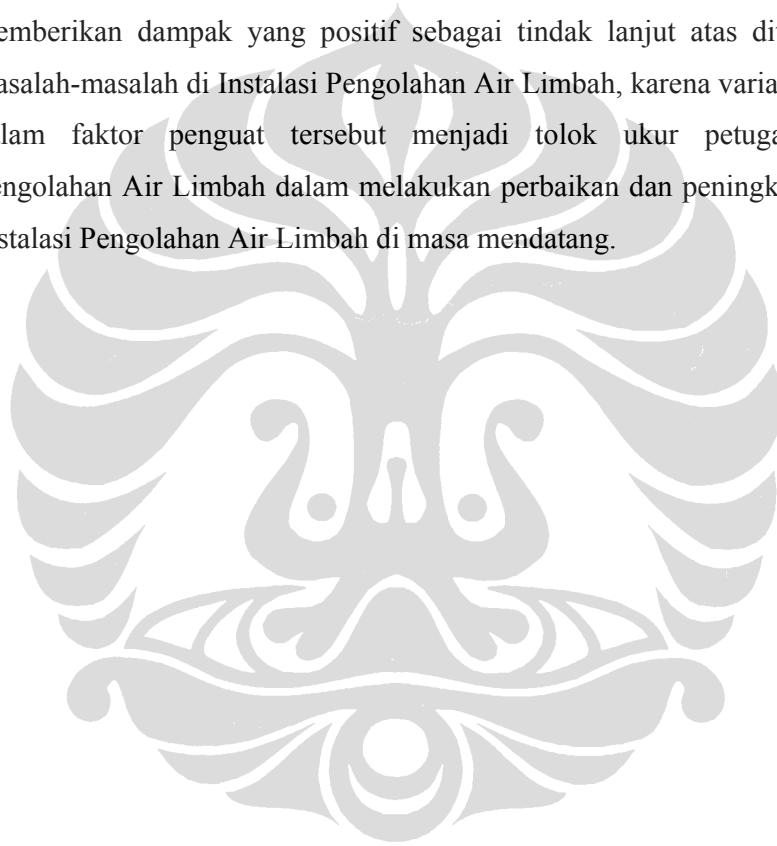 emberikan dampak yang positif sebagai tindak lanjut atas dit
asalah-masalah di Instalasi Pengolahan Air Limbah, karena varia
alam faktor penguat tersebut menjadi tolok ukur petuga
engolahan Air Limbah dalam melakukan perbaikan dan peningk
stalasi Pengolahan Air Limbah di masa mendatang.